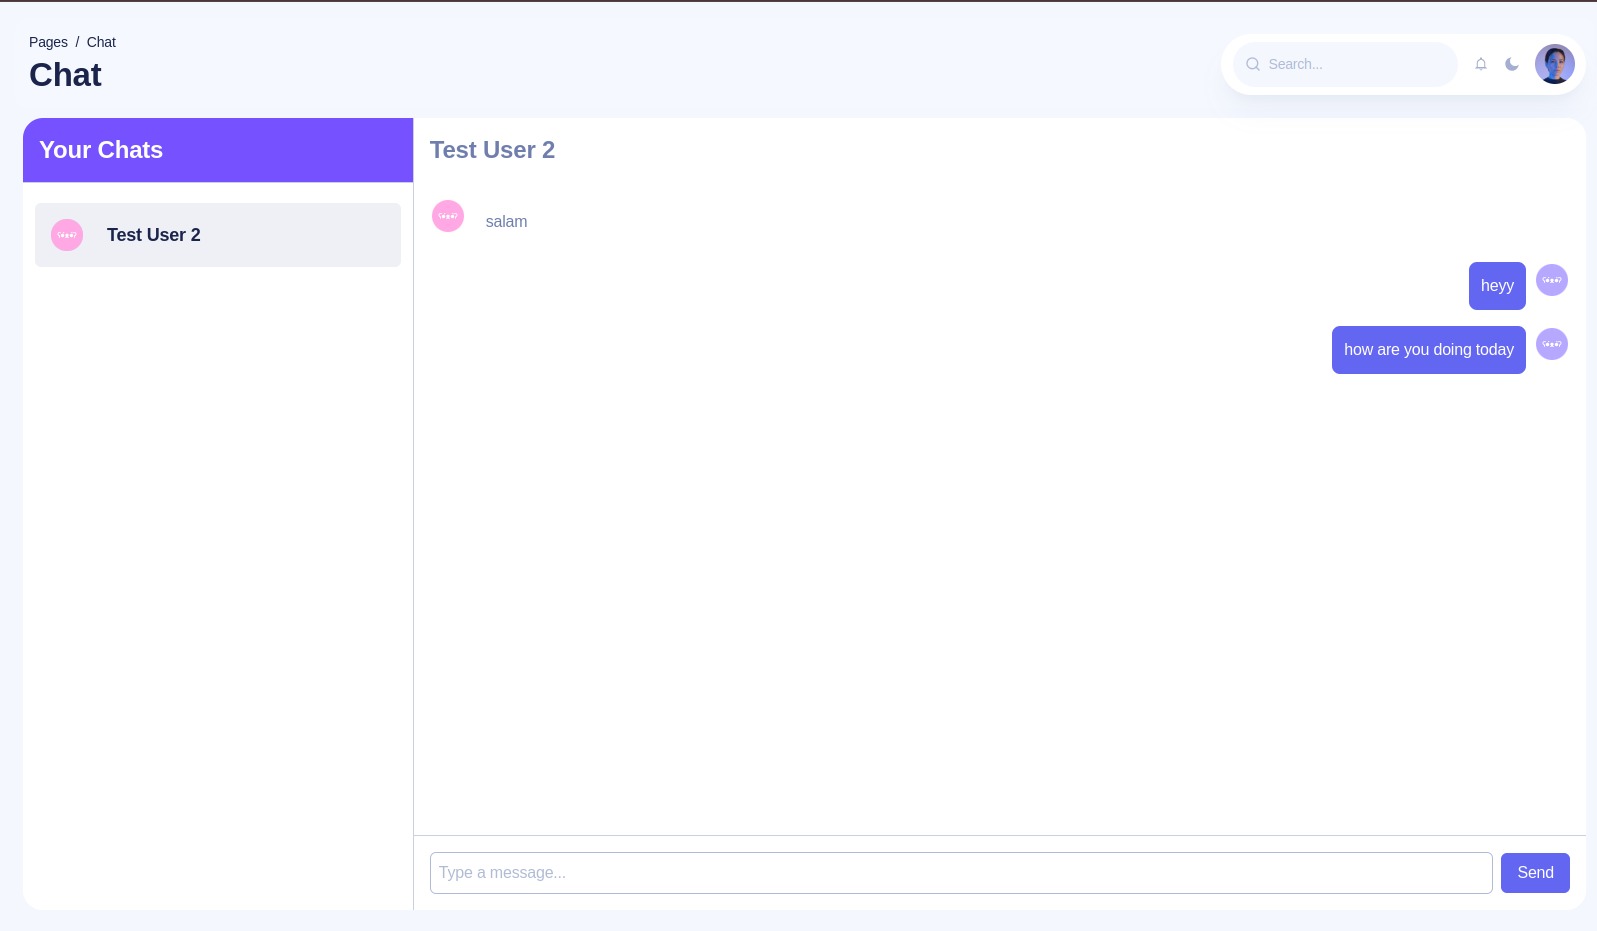 Pages / Chat
Chat
Search...
Your Chats
Test User 2
Test User 2
salam
heyy
how are you doing today
Type a message...
Send